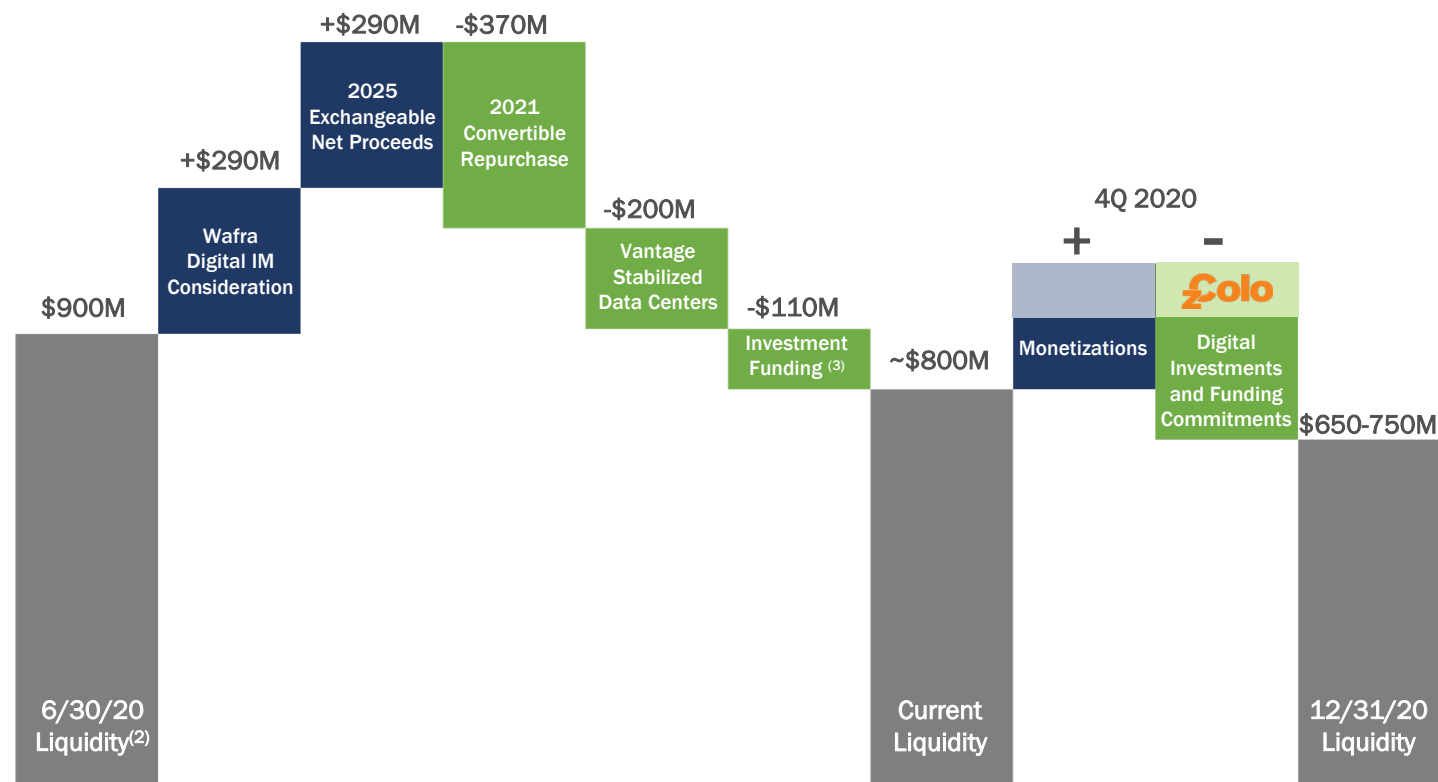 +$290M
-$370M
2025
Exchangeable
Net Proceeds
2021
Convertible
Repurchase
+$290M
Wafra
Digital IM
Consideration
-$200M
Vantage
Stabilized
Data Centers
4Q 2020
+
-
$900M
-$110M
Investment
Funding (3)
~$800M
zColo
Monetizations
Digital
Investments
and Funding
Commitments
$650-750M
6/30/20
Liquidity(2)
Current
Liquidity
12/31/20
Liquidity